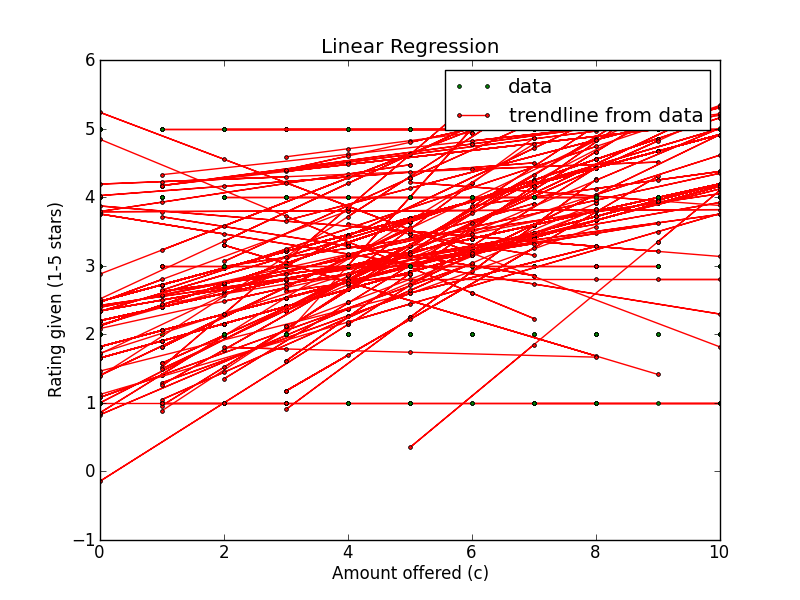 Linear Regression
data
trendline from data
6
5
4
3
2
1
0
−1
Rating given (1-5 stars)
0 2 4 6 8 10
Amount offered (c)